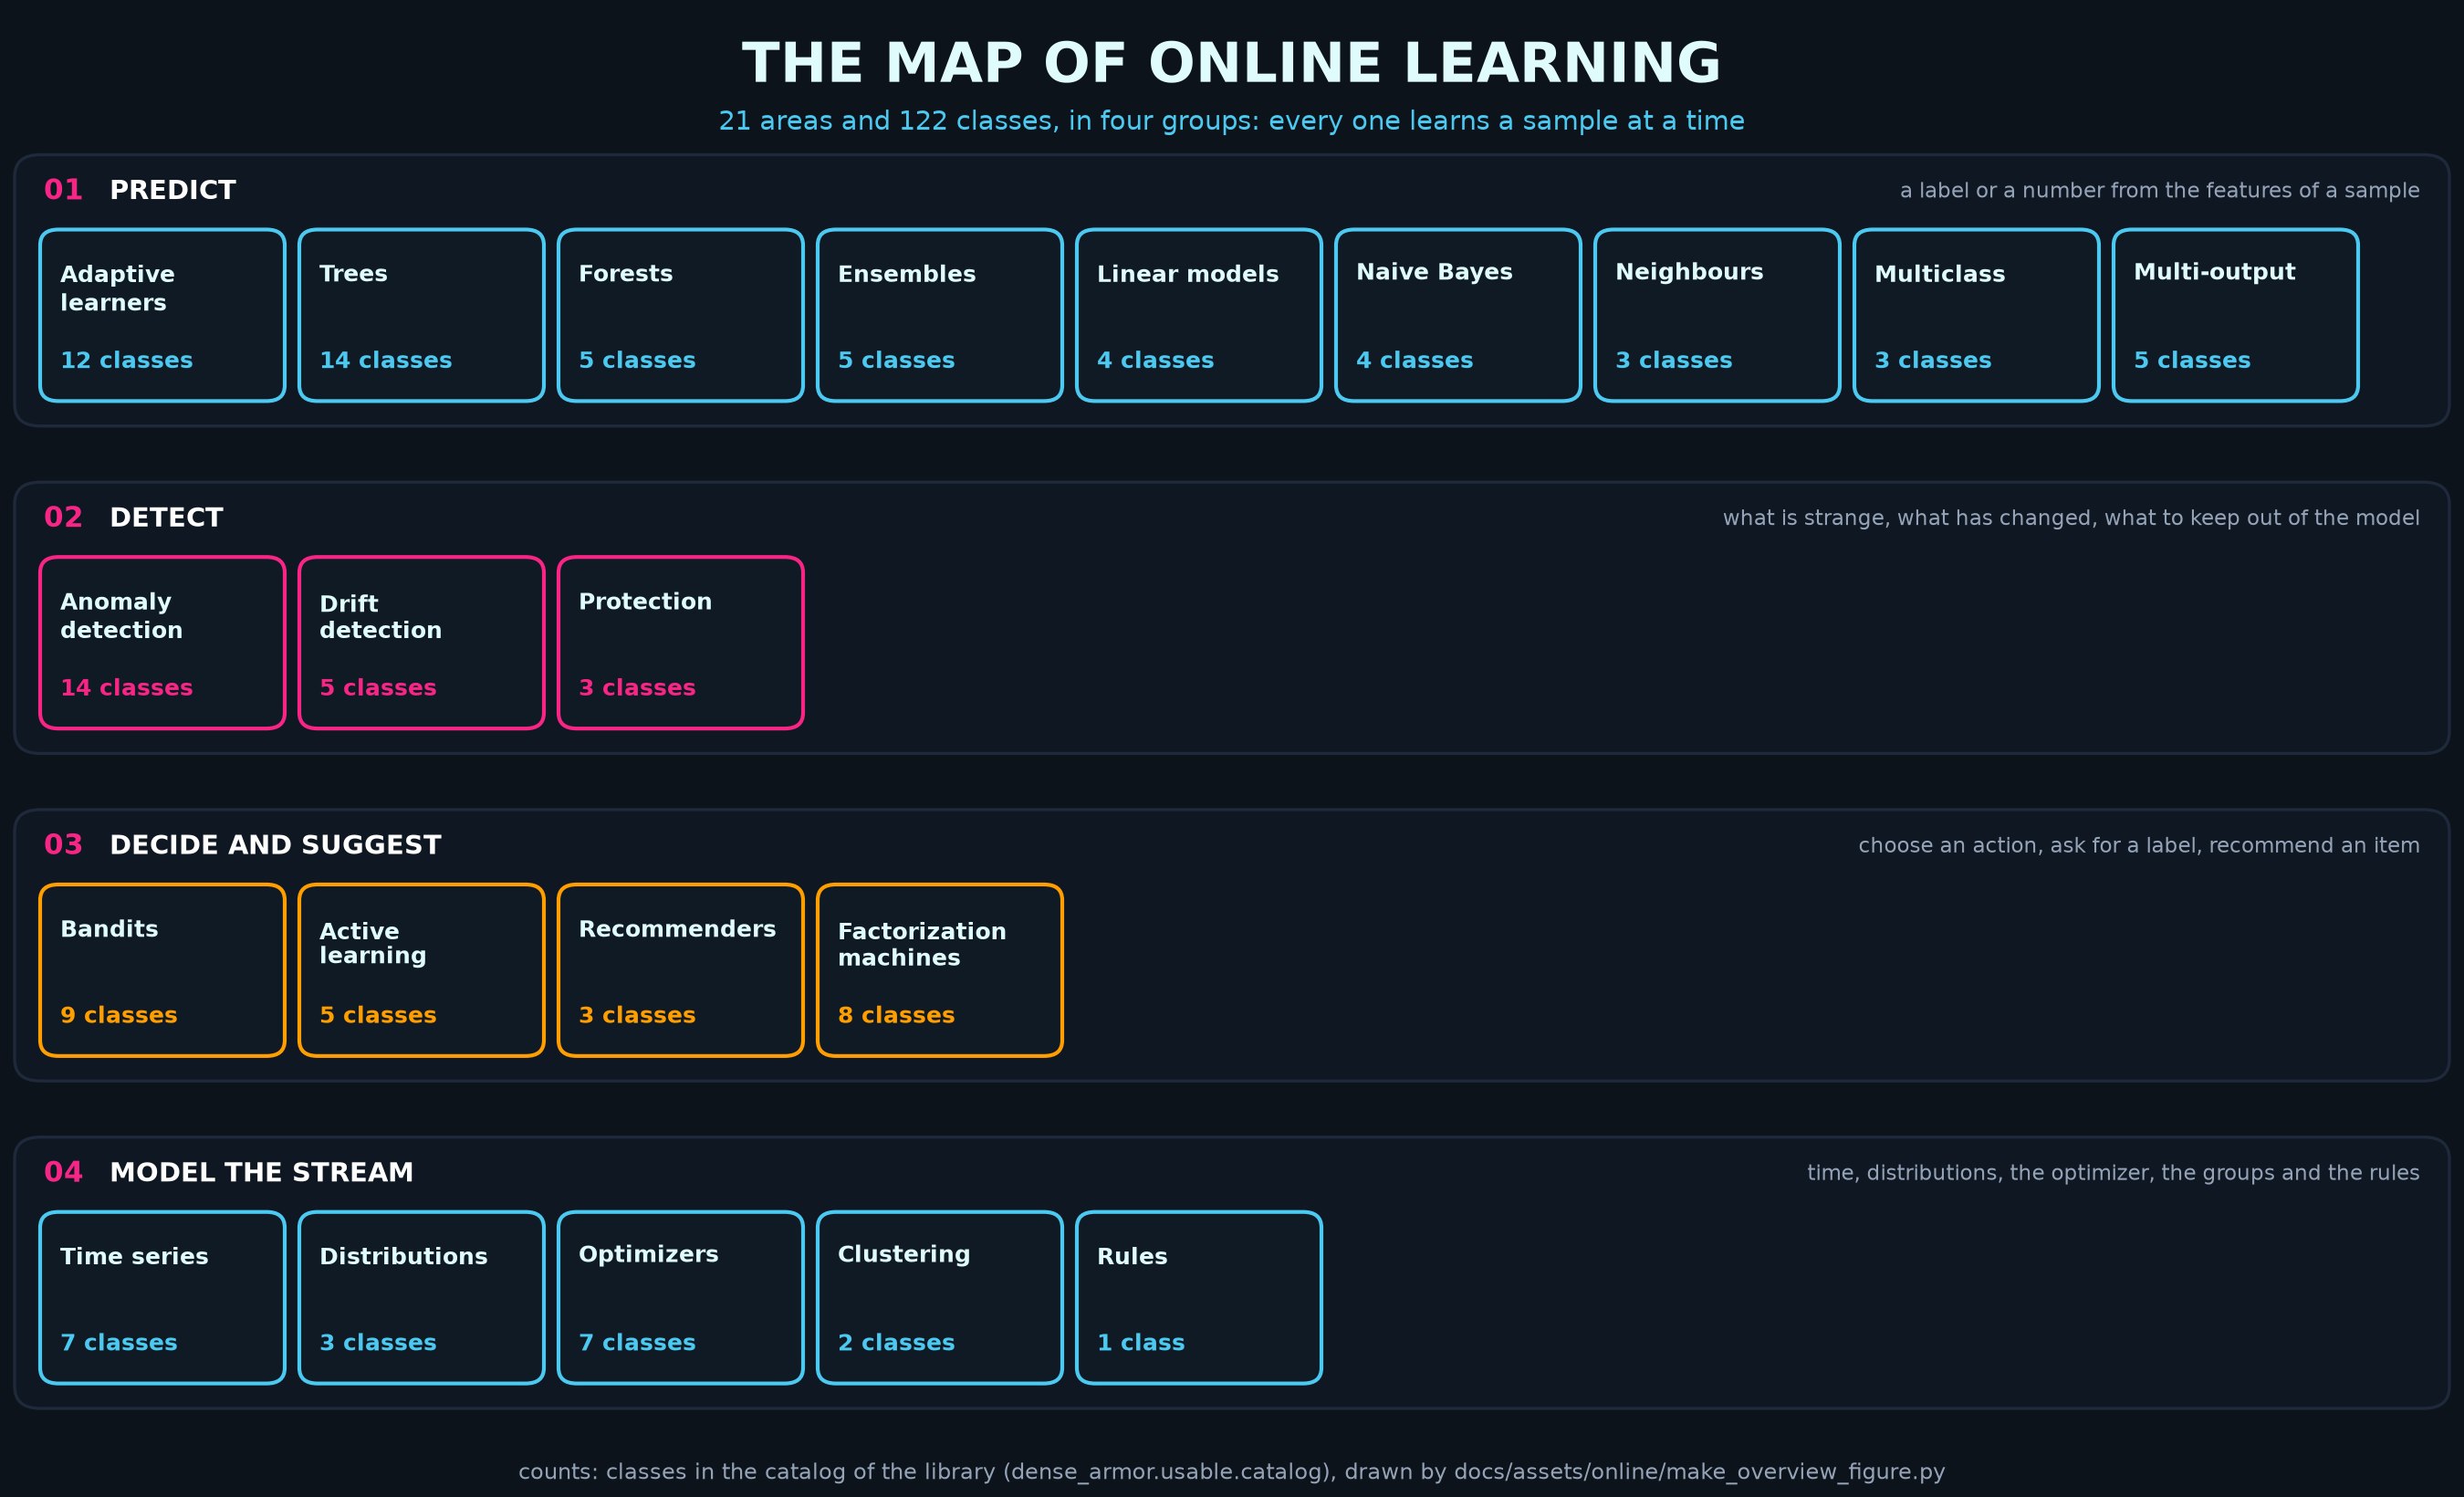 THE MAP OF ONLINE LEARNING
21 areas and 122 classes, in four groups: every one learns a sample at a time
01 PREDICT
a label or a number from the features of a sample
Adaptive
learners
12 classes
Trees
14 classes
Forests
5 classes
Ensembles
5 classes
Linear models
4 classes
Naive Bayes
4 classes
Neighbours
3 classes
Multiclass
3 classes
Multi-output
5 classes
02 DETECT
what is strange, what has changed, what to keep out of the model
Anomaly
detection
14 classes
Drift
detection
5 classes
Protection
3 classes
03 DECIDE AND SUGGEST
choose an action, ask for a label, recommend an item
Bandits
9 classes
Active
learning
5 classes
Recommenders
3 classes
Factorization
machines
8 classes
04 MODEL THE STREAM
time, distributions, the optimizer, the groups and the rules
Time series
7 classes
Distributions
3 classes
Optimizers
7 classes
Clustering
2 classes
Rules
1 class
counts: classes in the catalog of the library (dense_armor.usable.catalog), drawn by docs/assets/online/make_overview_figure.py